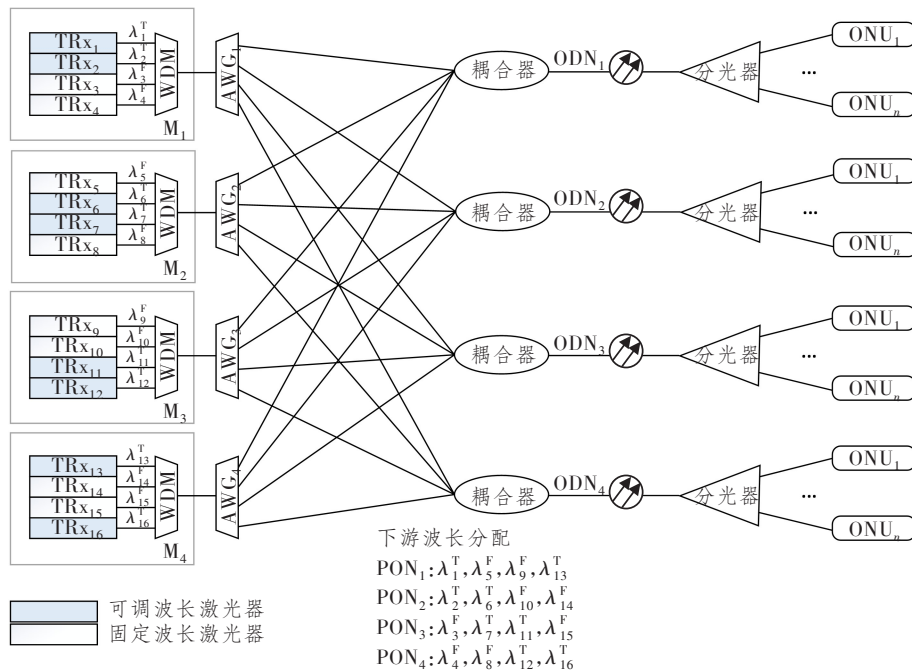 TRx₁ λ₁ᵀ
TRx₂ λ₂ᵀ
TRx₃ λ₃ꟳ
TRx₄ λ₄ꟳ
WDM
M₁
AWG₁
耦合器
ODN₁
分光器
ONU₁
...
ONUₙ
TRx₅ λ₅ꟳ
TRx₆ λ₆ᵀ
TRx₇ λ₇ᵀ
TRx₈ λ₈ꟳ
WDM
M₂
AWG₂
耦合器
ODN₂
分光器
ONU₁
...
ONUₙ
TRx₉ λ₉ꟳ
TRx₁₀ λ₁₀ꟳ
TRx₁₁ λ₁₁ᵀ
TRx₁₂ λ₁₂ᵀ
WDM
M₃
AWG₃
耦合器
ODN₃
分光器
ONU₁
...
ONUₙ
TRx₁₃ λ₁₃ᵀ
TRx₁₄ λ₁₄ꟳ
TRx₁₅ λ₁₅ꟳ
TRx₁₆ λ₁₆ᵀ
WDM
M₄
AWG₄
耦合器
ODN₄
分光器
ONU₁
...
ONUₙ
可调波长激光器
固定波长激光器
下游波长分配
PON₁:λ₁ᵀ,λ₅ꟳ,λ₉ꟳ,λ₁₃ᵀ
PON₂:λ₂ᵀ,λ₆ᵀ,λ₁₀ꟳ,λ₁₄ꟳ
PON₃:λ₃ꟳ,λ₇ᵀ,λ₁₁ᵀ,λ₁₅ꟳ
PON₄:λ₄ꟳ,λ₈ꟳ,λ₁₂ᵀ,λ₁₆ᵀ